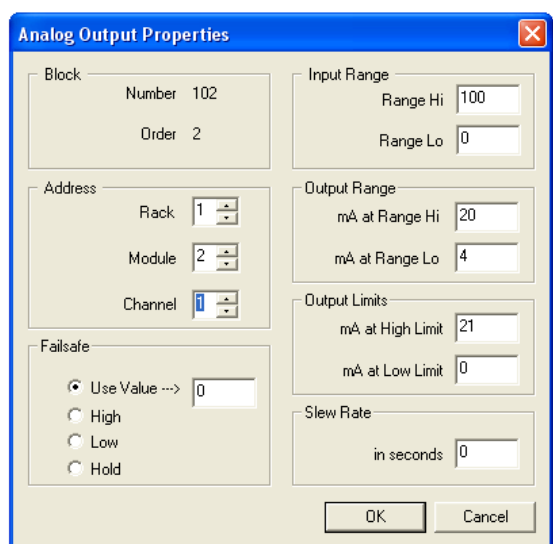 Analog Output Properties
Block
Number 102
Order 2
Address
Rack 1
Module 2
Channel 1
Failsafe
Use Value ---> 0
High
Low
Hold
Input Range
Range Hi 100
Range Lo 0
Output Range
mA at Range Hi 20
mA at Range Lo 4
Output Limits
mA at High Limit 21
mA at Low Limit 0
Slew Rate
in seconds 0
OK Cancel